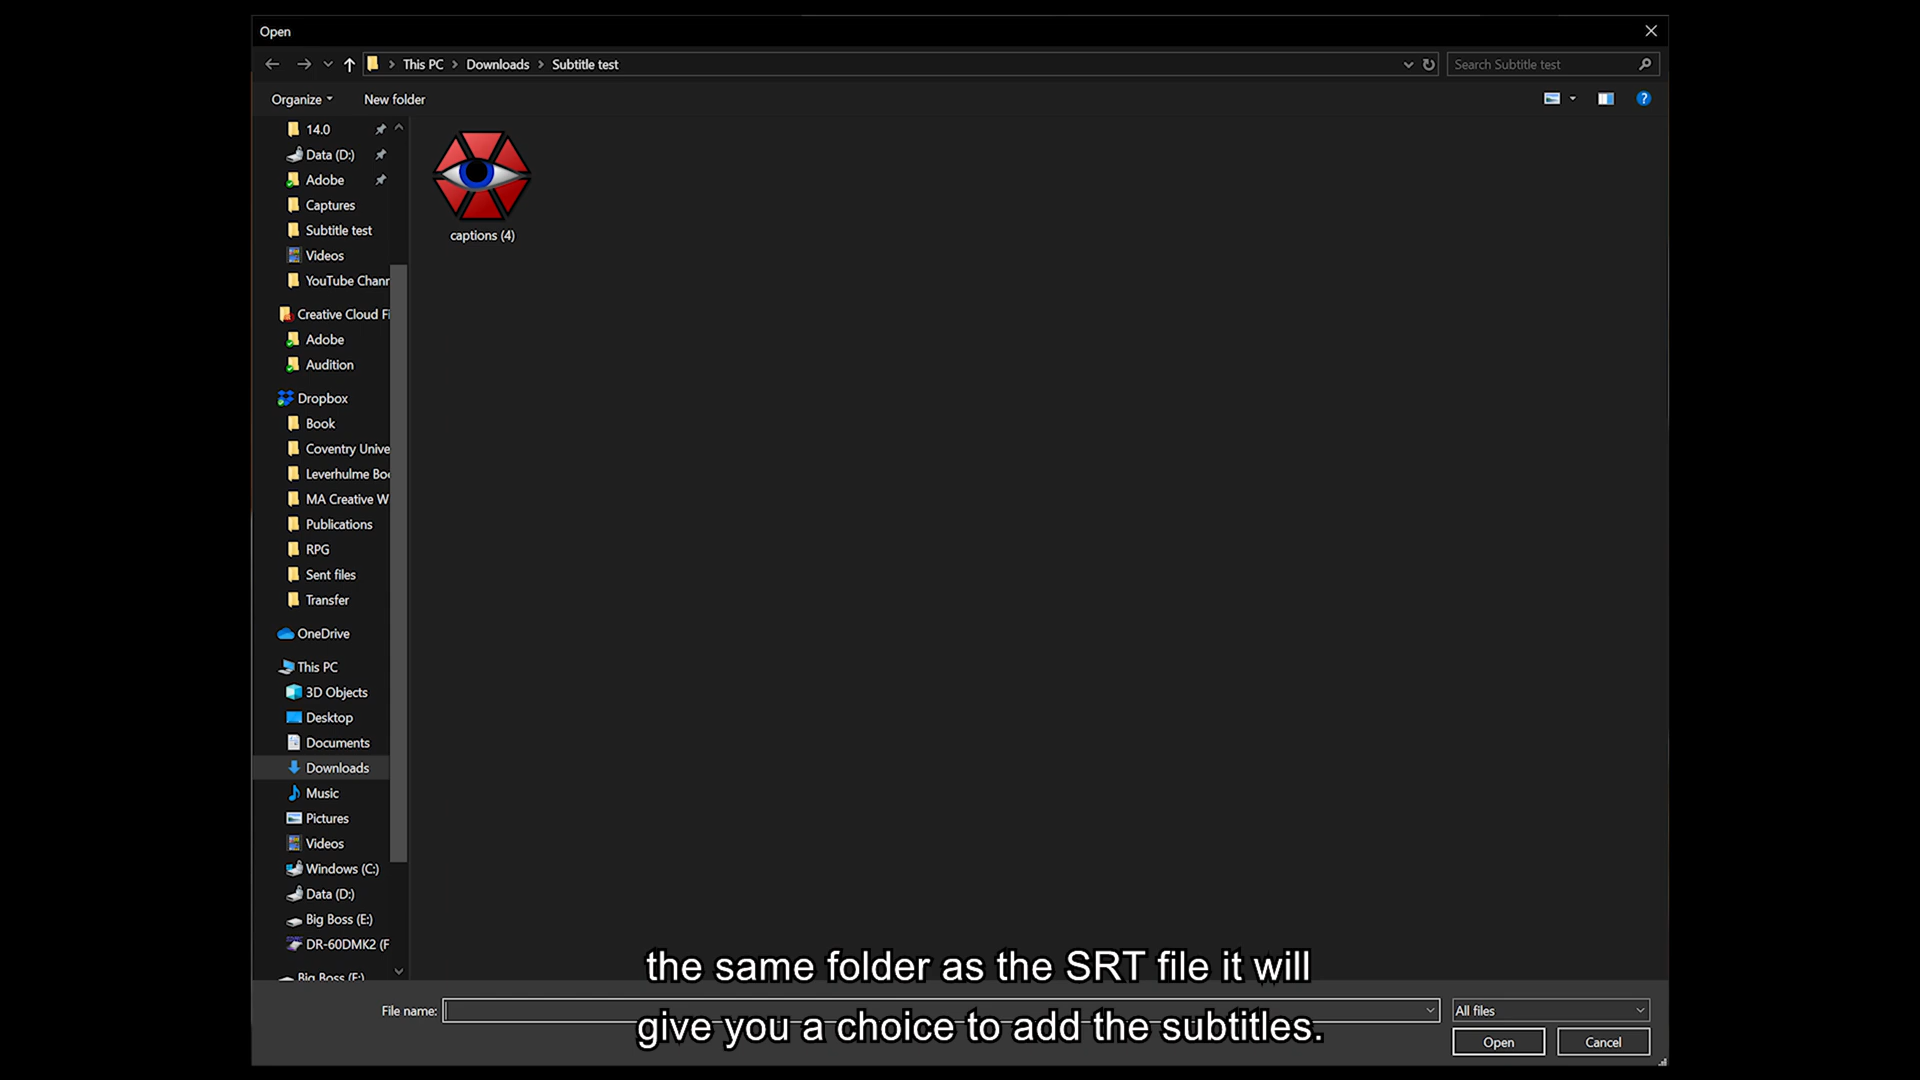 Open
This PC > Downloads > Subtitle test
Search Subtitle test
Organize
New folder
14.0
Data (D:)
Adobe
Captures
Subtitle test
Videos
YouTube Chann
Creative Cloud Fi
Adobe
Audition
Dropbox
Book
Coventry Unive
Leverhulme Boo
MA Creative W
Publications
RPG
Sent files
Transfer
OneDrive
This PC
3D Objects
Desktop
Documents
Downloads
Music
Pictures
Videos
Windows (C:)
Data (D:)
Big Boss (E:)
DR-60DMK2 (F
Big Boss (E:)
captions (4)
the same folder as the SRT file it will
give you a choice to add the subtitles.
File name:
All files
Open
Cancel